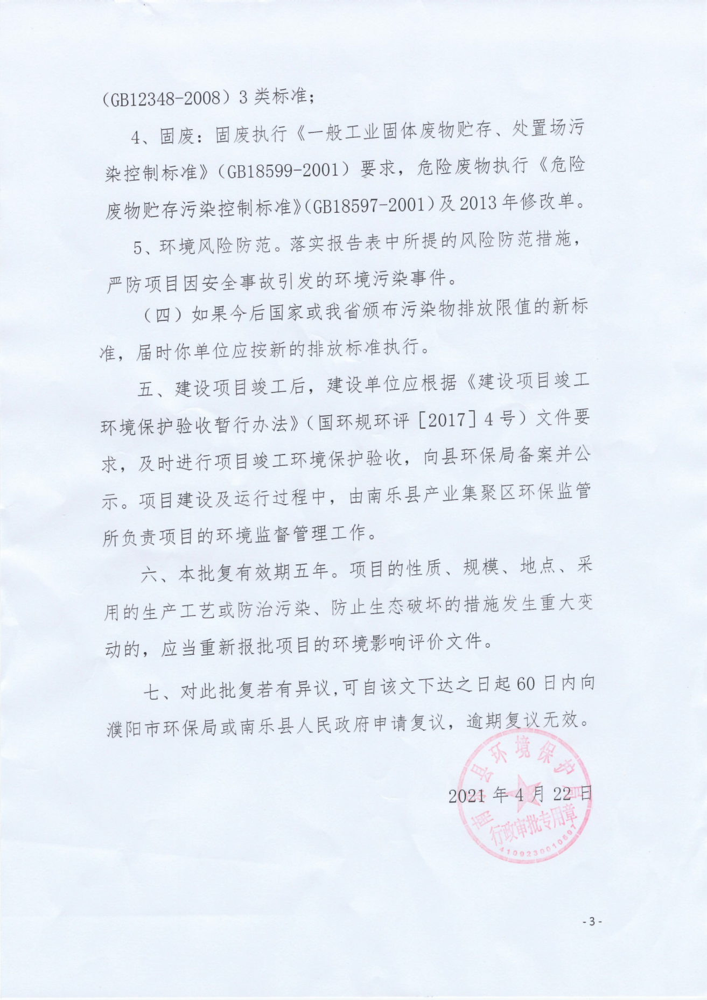 （GB12348-2008）3 类标准；
4、固废：固废执行《一般工业固体废物贮存、处置场污
染控制标准》（GB18599-2001）要求，危险废物执行《危险
废物贮存污染控制标准》（GB18597-2001）及 2013 年修改单。
5、环境风险防范。落实报告表中所提的风险防范措施，
严防项目因安全事故引发的环境污染事件。
（四）如果今后国家或我省颁布污染物排放限值的新标
准，届时你单位应按新的排放标准执行。
五、建设项目竣工后，建设单位应根据《建设项目竣工
环境保护验收暂行办法》（国环规环评［2017］4 号）文件要
求，及时进行项目竣工环境保护验收，向县环保局备案并公
示。项目建设及运行过程中，由南乐县产业集聚区环保监管
所负责项目的环境监督管理工作。
六、本批复有效期五年。项目的性质、规模、地点、采
用的生产工艺或防治污染、防止生态破坏的措施发生重大变
动的，应当重新报批项目的环境影响评价文件。
七、对此批复若有异议,可自该文下达之日起 60 日内向
濮阳市环保局或南乐县人民政府申请复议，逾期复议无效。
南乐县环境保护局
2021 年 4 月 22 日
行政审批专用章
4109230010597
- 3 -